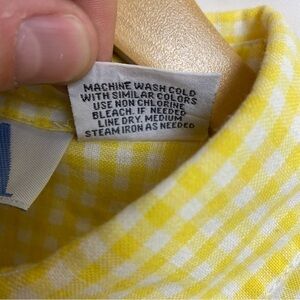 MACHINE WASH COLD
WITH SIMILAR COLORS
USE NON CHLORINE
BLEACH. IF NEEDED
LINE DRY. MEDIUM
STEAM IRON AS NEEDED